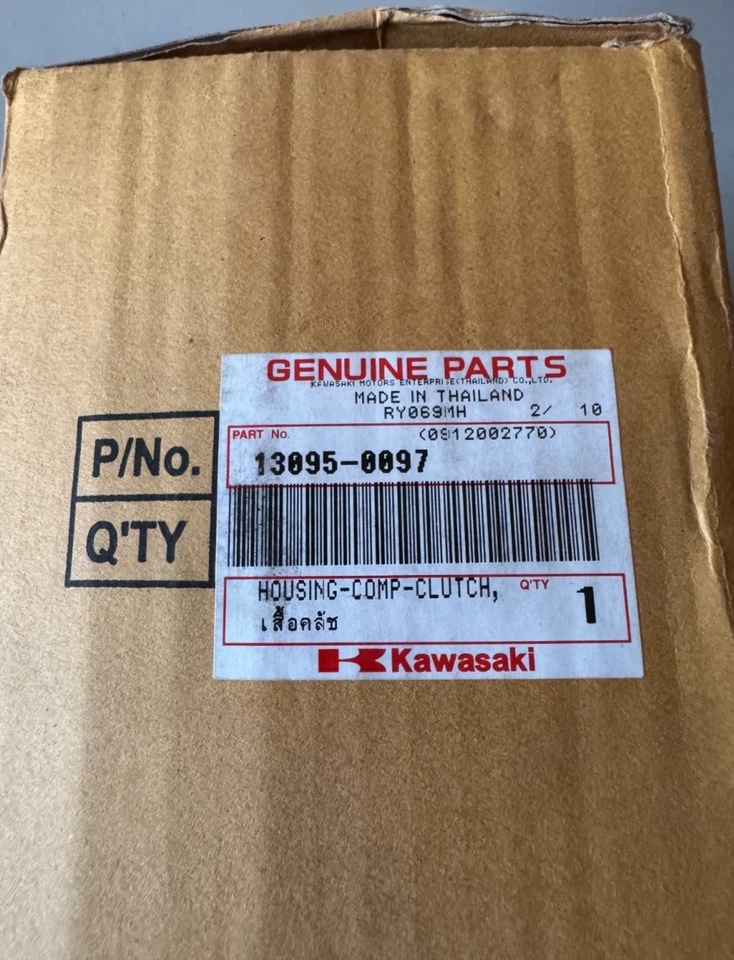 GENUINE PARTS
KAWASAKI MOTORS ENTERPRISE(THAILAND) CO.,LTD.
MADE IN THAILAND
RY069MH 2/ 10
PART No. (0912002770)
P/No. 13095-0097
Q'TY
HOUSING-COMP-CLUTCH, Q'TY 1
เสื้อคลัช
Kawasaki